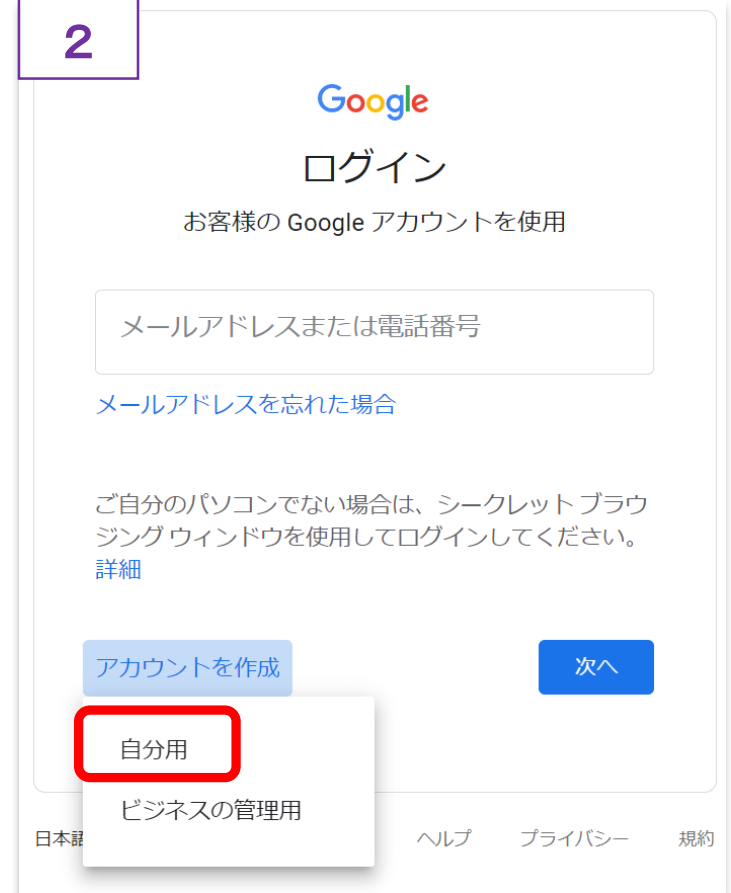 2
Google
ログイン
お客様の Google アカウントを使用
メールアドレスまたは電話番号
メールアドレスを忘れた場合
ご自分のパソコンでない場合は、シークレット ブラウ
ジング ウィンドウを使用してログインしてください。
詳細
アカウントを作成 次へ
自分用
ビジネスの管理用
日本語 ヘルプ プライバシー 規約